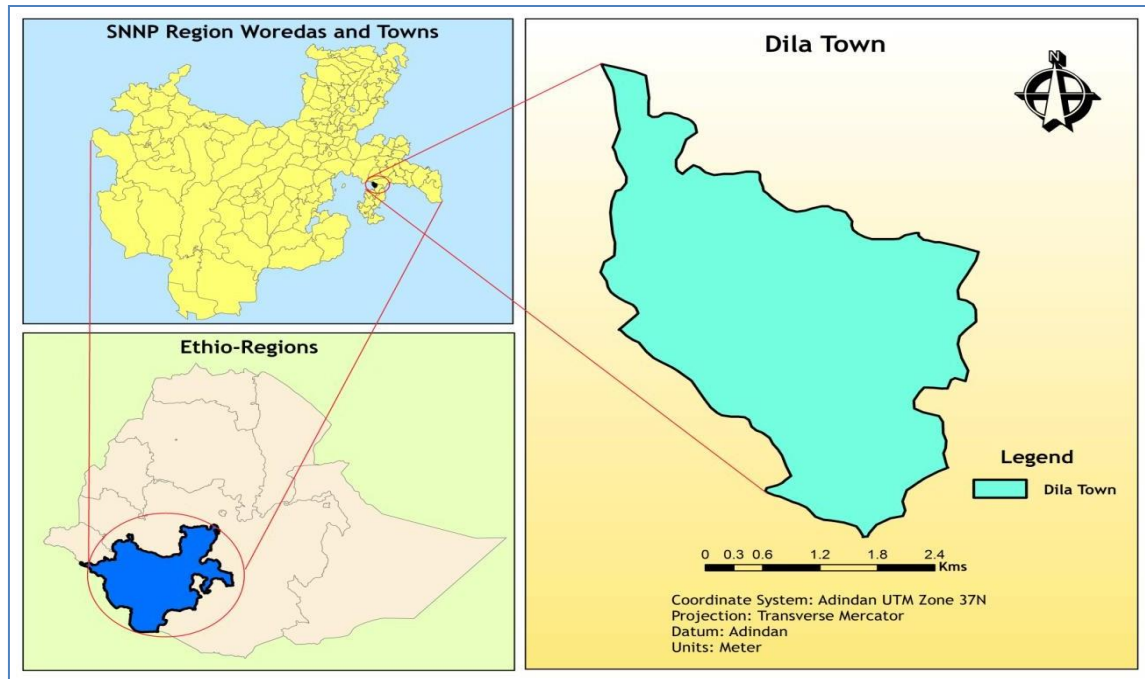 SNNP Region Woredas and Towns
Ethio-Regions
Dila Town
N
Legend
Dila Town
0 0.3 0.6 1.2 1.8 2.4
Kms
Coordinate System: Adindan UTM Zone 37N
Projection: Transverse Mercator
Datum: Adindan
Units: Meter